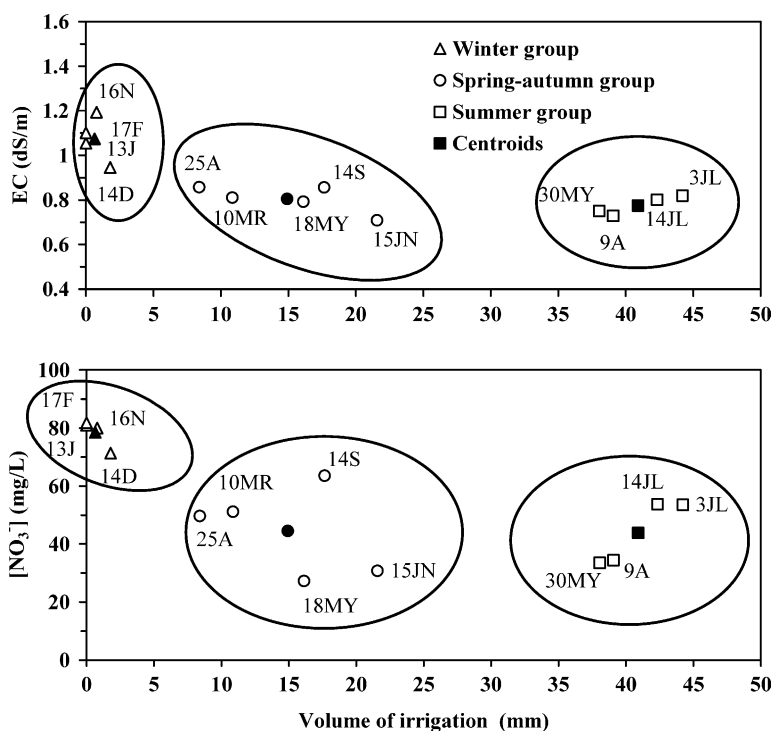 1.6
1.4
1.2
1
0.8
0.6
0.4
EC (dS/m)
Winter group
Spring-autumn group
Summer group
Centroids
16N
17F
13J
14D
25A
10MR
14S
18MY
15JN
30MY
3JL
14JL
9A
0 5 10 15 20 25 30 35 40 45 50
100
80
60
40
20
0
[NO₃⁻] (mg/L)
17F
16N
13J
14D
10MR
14S
25A
18MY
15JN
14JL
3JL
30MY
9A
0 5 10 15 20 25 30 35 40 45 50
Volume of irrigation (mm)